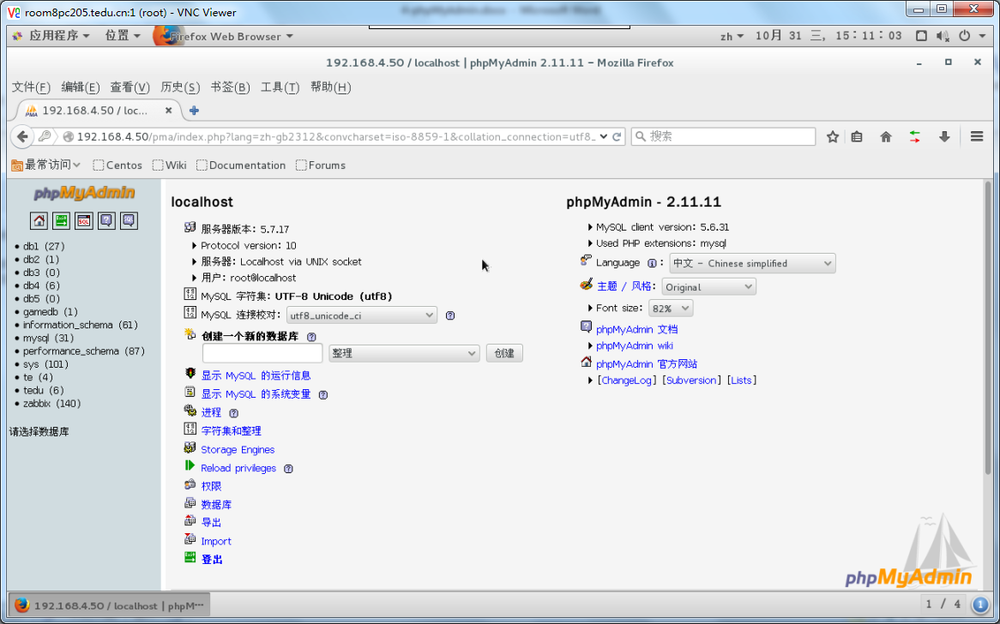 room8pc205.tedu.cn:1 (root) - VNC Viewer
应用程序 位置 Firefox Web Browser zh 10月 31 三, 15:11:03
192.168.4.50 / localhost | phpMyAdmin 2.11.11 - Mozilla Firefox
文件(F) 编辑(E) 查看(V) 历史(S) 书签(B) 工具(T) 帮助(H)
PMA 192.168.4.50 / loc...
192.168.4.50/pma/index.php?lang=zh-gb2312&convcharset=iso-8859-1&collation_connection=utf8_ 搜索
最常访问 Centos Wiki Documentation Forums
phpMyAdmin
SQL
db1 (27)
db2 (1)
db3 (0)
db4 (6)
db5 (0)
gamedb (1)
information_schema (61)
mysql (31)
performance_schema (87)
sys (101)
te (4)
tedu (6)
zabbix (140)
请选择数据库
localhost
服务器版本: 5.7.17
Protocol version: 10
服务器: Localhost via UNIX socket
用户: root@localhost
MySQL 字符集: UTF-8 Unicode (utf8)
MySQL 连接校对: utf8_unicode_ci
创建一个新的数据库
整理 创建
显示 MySQL 的运行信息
显示 MySQL 的系统变量
进程
字符集和整理
Storage Engines
Reload privileges
权限
数据库
导出
Import
登出
phpMyAdmin - 2.11.11
MySQL client version: 5.6.31
Used PHP extensions: mysql
Language : 中文 - Chinese simplified
主题 / 风格: Original
Font size: 82%
phpMyAdmin 文档
phpMyAdmin wiki
phpMyAdmin 官方网站
[ChangeLog] [Subversion] [Lists]
phpMyAdmin
192.168.4.50 / localhost | phpM··· 1 / 4 1